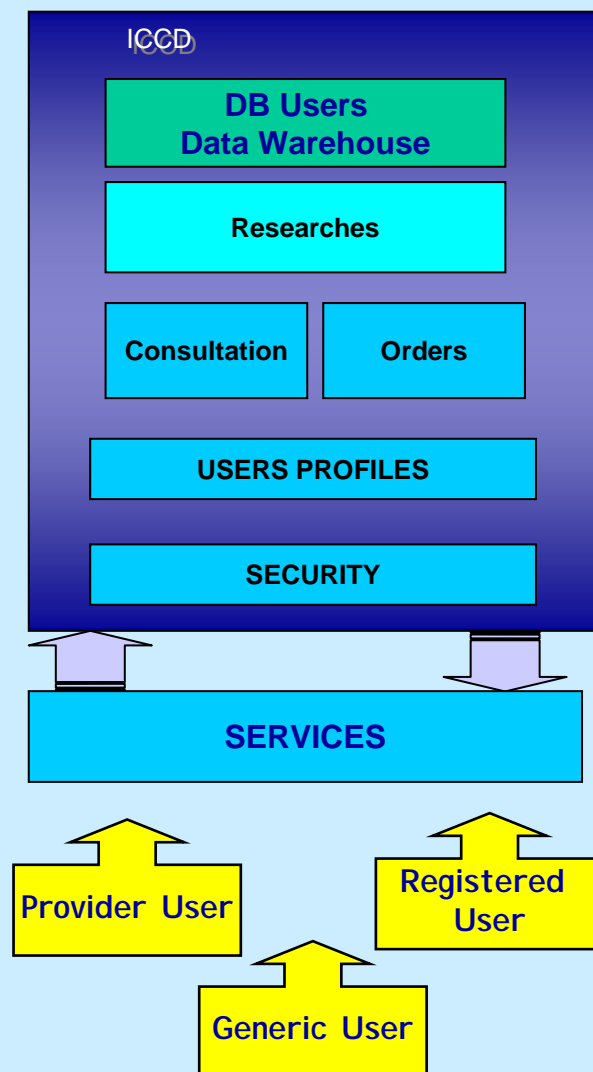 ICCD
DB Users
Data Warehouse
Researches
Consultation
Orders
USERS PROFILES
SECURITY
SERVICES
Provider User
Registered
User
Generic User